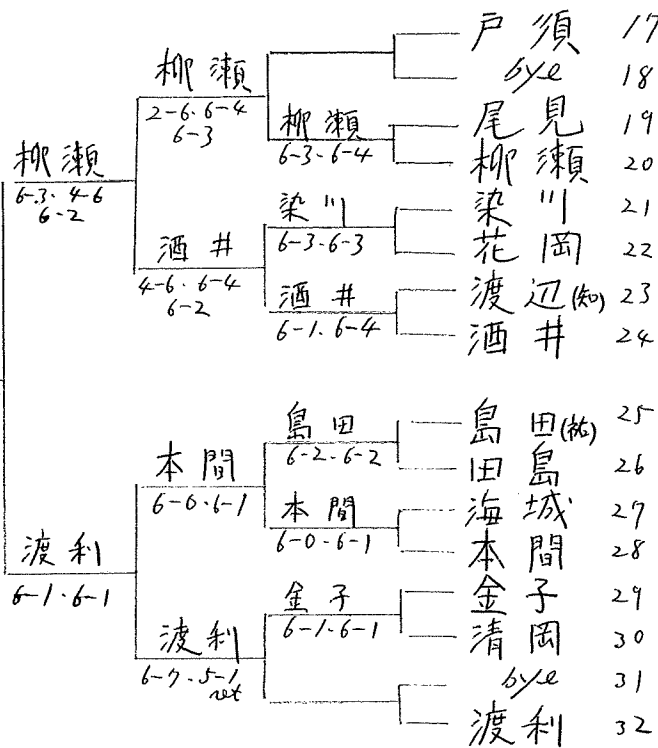 戸須 17
柳瀬
bye 18
2-6. 6-4
6-3
柳瀬
尾見 19
柳瀬
6-3. 6-4
柳瀬 20
6-3. 4-6
6-2
染川
染川 21
酒井
6-3. 6-3
花岡 22
4-6. 6-4
6-2
酒井
渡辺(知) 23
6-1. 6-4
酒井 24
島田
島田(祐) 25
本間
6-2. 6-2
田島 26
6-0. 6-1
本間
海城 27
渡利
6-0. 6-1
本間 28
6-1. 6-1
金子
金子 29
渡利
6-1. 6-1
清岡 30
6-7. 5-1
ret
bye 31
渡利 32